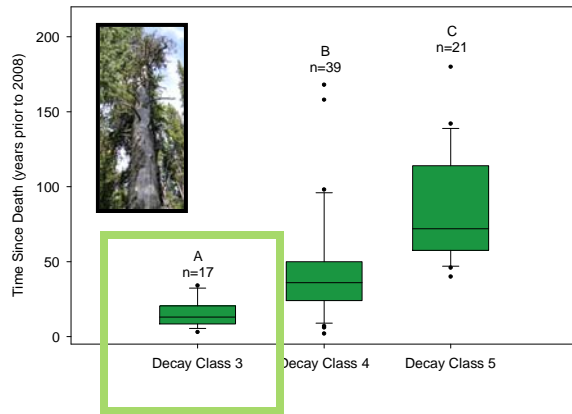 Time Since Death (years prior to 2008)
200
150
100
50
0
A
n=17
B
n=39
C
n=21
Decay Class 3
Decay Class 4
Decay Class 5